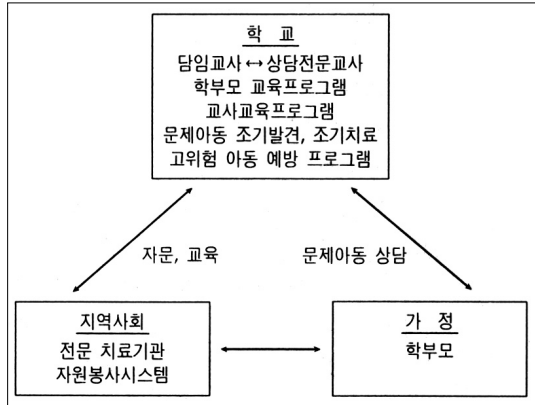 학 교
담임교사 ↔ 상담전문교사
학부모 교육프로그램
교사교육프로그램
문제아동 조기발견, 조기치료
고위험 아동 예방 프로그램
자문, 교육
문제아동 상담
지역사회
전문 치료기관
자원봉사시스템
가 정
학부모